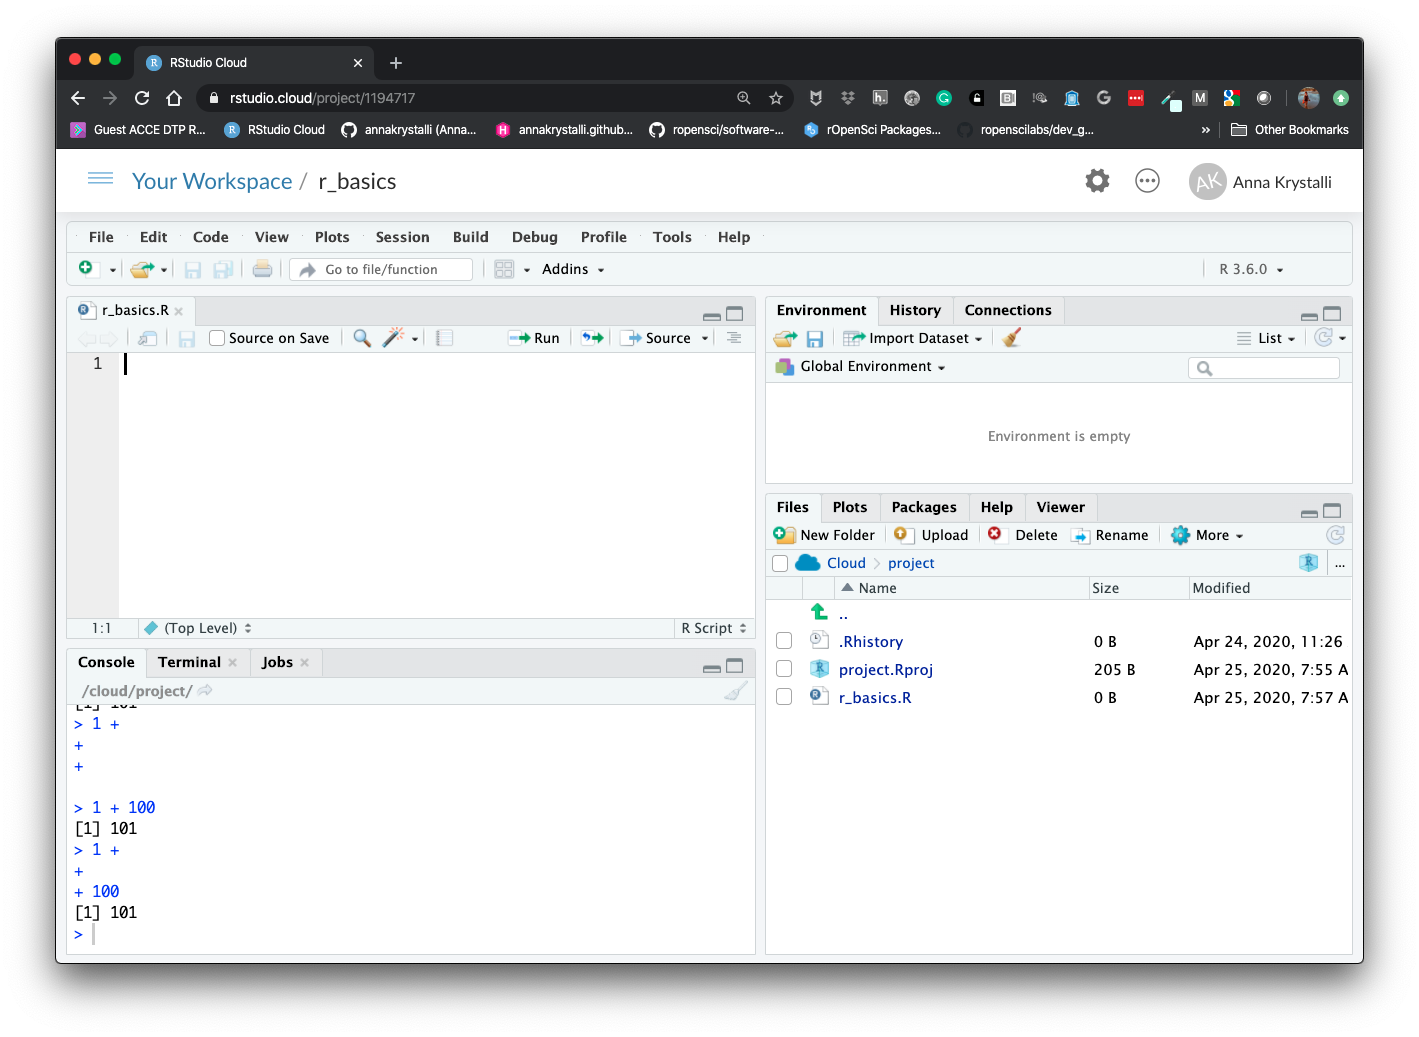 RStudio Cloud
rstudio.cloud/project/1194717
Guest ACCE DTP R... RStudio Cloud annakrystalli (Anna... annakrystalli.github... ropensci/software-... rOpenSci Packages... ropenscilabs/dev_g... » Other Bookmarks
Your Workspace / r_basics
AK Anna Krystalli
File Edit Code View Plots Session Build Debug Profile Tools Help
Go to file/function Addins R 3.6.0
r_basics.R
Source on Save Run Source
1
1:1 (Top Level) R Script
Console Terminal Jobs
/cloud/project/
[1] 101
> 1 +
+
+
> 1 + 100
[1] 101
> 1 +
+
+ 100
[1] 101
>
Environment History Connections
Import Dataset List
Global Environment
Environment is empty
Files Plots Packages Help Viewer
New Folder Upload Delete Rename More
Cloud project ...
Name Size Modified
..
.Rhistory 0 B Apr 24, 2020, 11:26
project.Rproj 205 B Apr 25, 2020, 7:55 A
r_basics.R 0 B Apr 25, 2020, 7:57 A